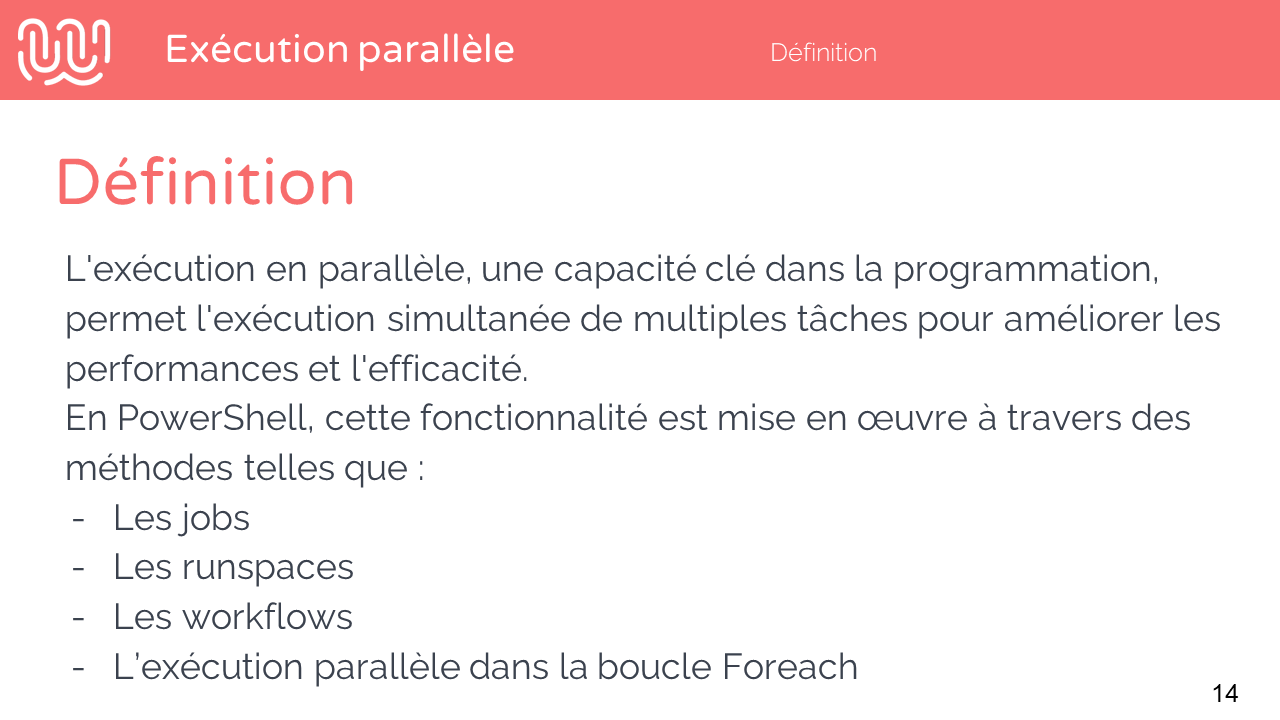 Exécution parallèle
Définition
Définition
L'exécution en parallèle, une capacité clé dans la programmation,
permet l'exécution simultanée de multiples tâches pour améliorer les
performances et l'efficacité.
En PowerShell, cette fonctionnalité est mise en œuvre à travers des
méthodes telles que :
- Les jobs
- Les runspaces
- Les workflows
- L’exécution parallèle dans la boucle Foreach
14